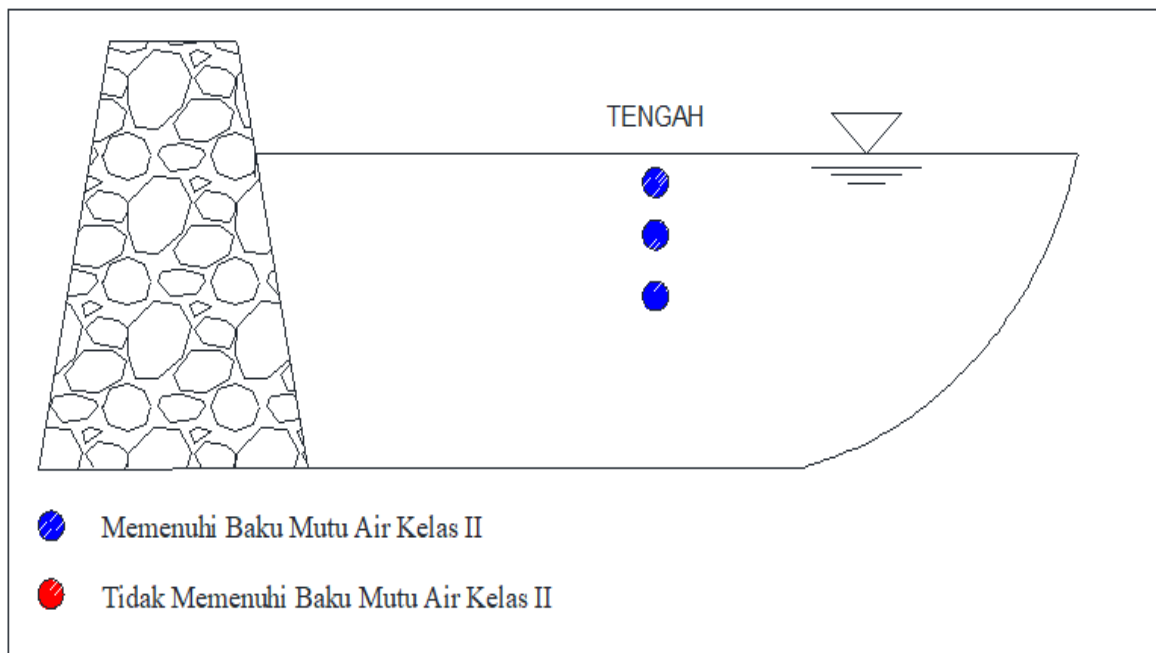 TENGAH
Memenuhi Baku Mutu Air Kelas II
Tidak Memenuhi Baku Mutu Air Kelas II